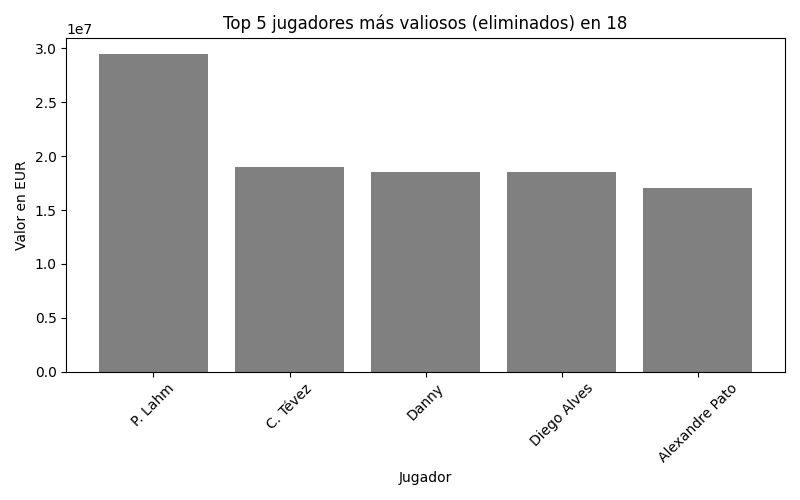 Top 5 jugadores más valiosos (eliminados) en 18
1e7
3.0
2.5
2.0
1.5
1.0
0.5
0.0
Valor en EUR
P. Lahm
C. Tévez
Danny
Diego Alves
Alexandre Pato
Jugador